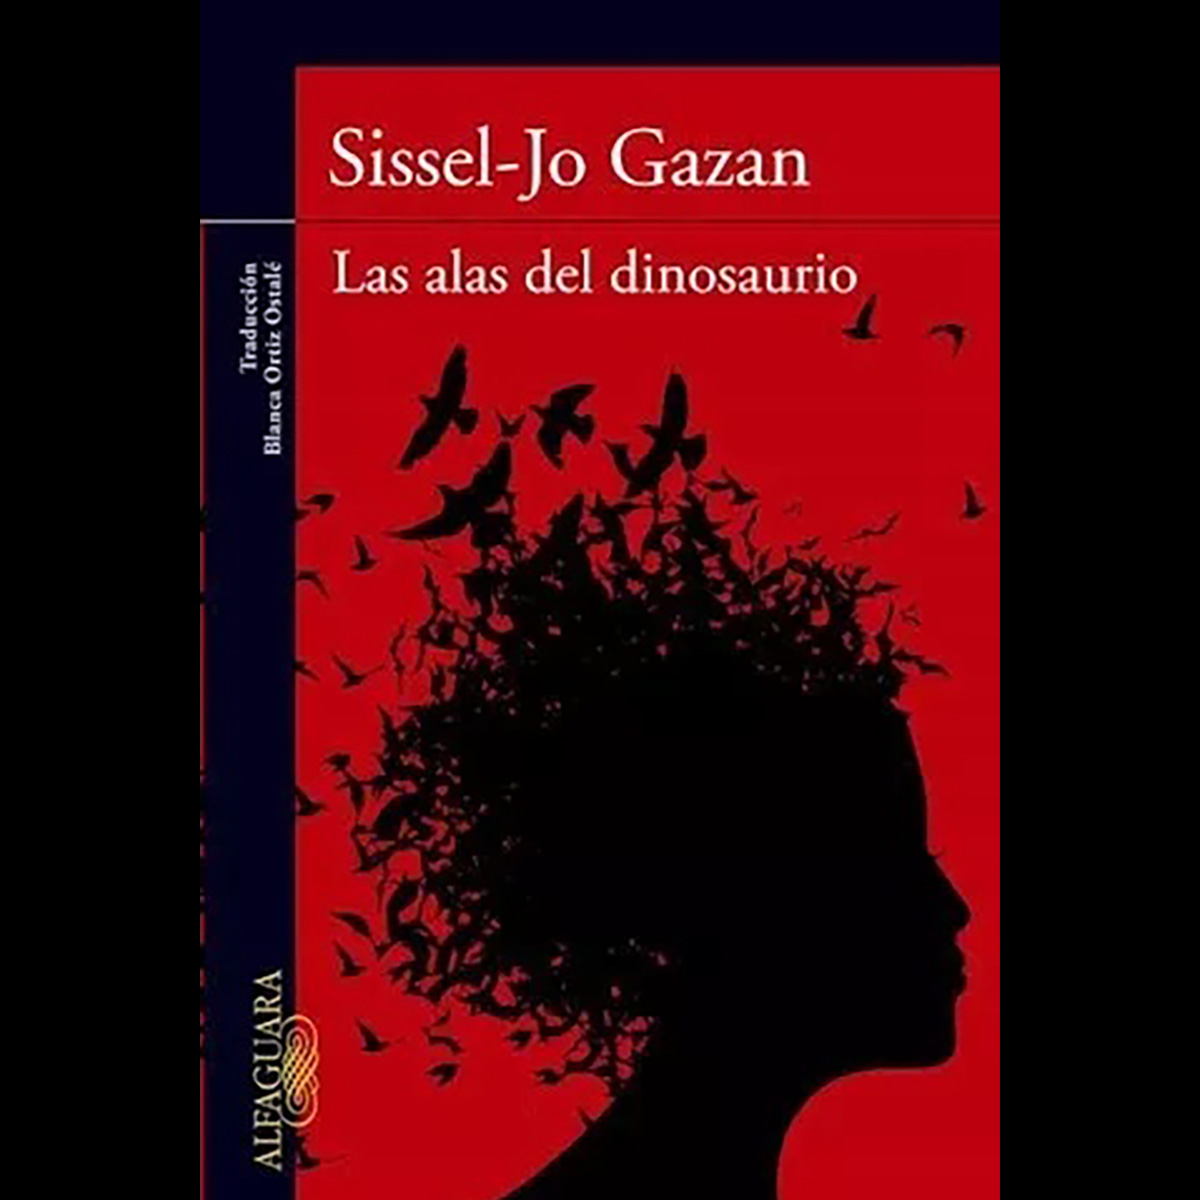 Sissel-Jo Gazan
Las alas del dinosaurio
Traducción
Blanca Ortiz Ostalé
ALFAGUARA